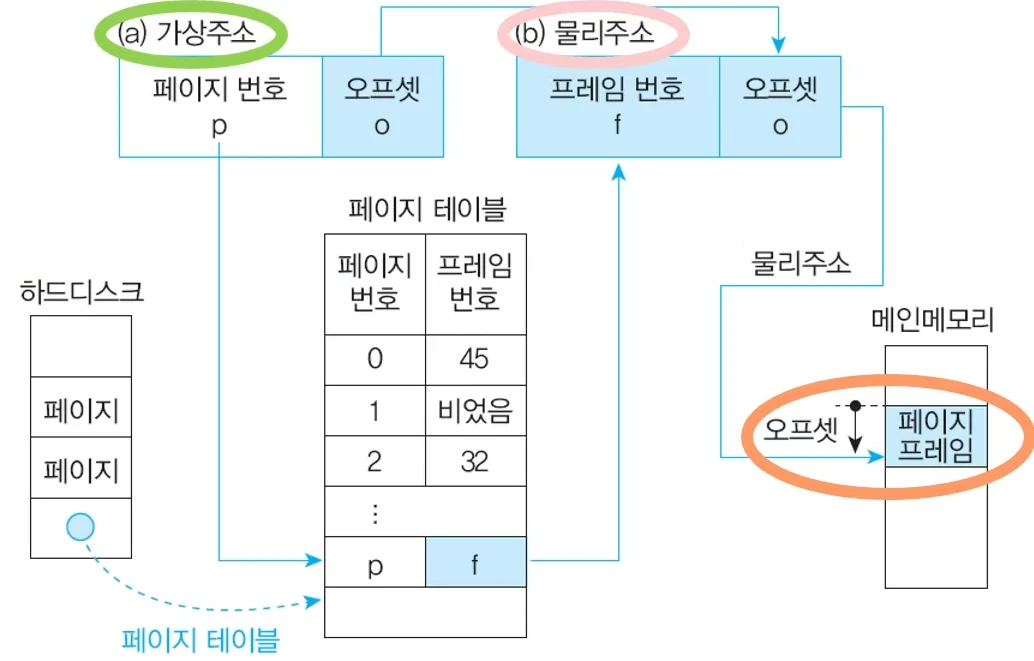 (a) 가상주소
(b) 물리주소
페이지 번호
p
오프셋
o
프레임 번호
f
오프셋
o
페이지 테이블
페이지
번호
프레임
번호
0
45
1
비었음
2
32
⋮
p
f
하드디스크
페이지
페이지
페이지 테이블
물리주소
메인메모리
오프셋
페이지
프레임